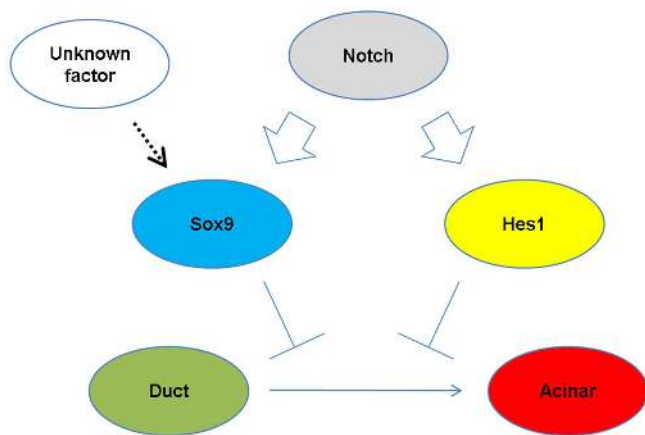 Unknown
factor
Notch
Sox9
Hes1
Duct
Acinar